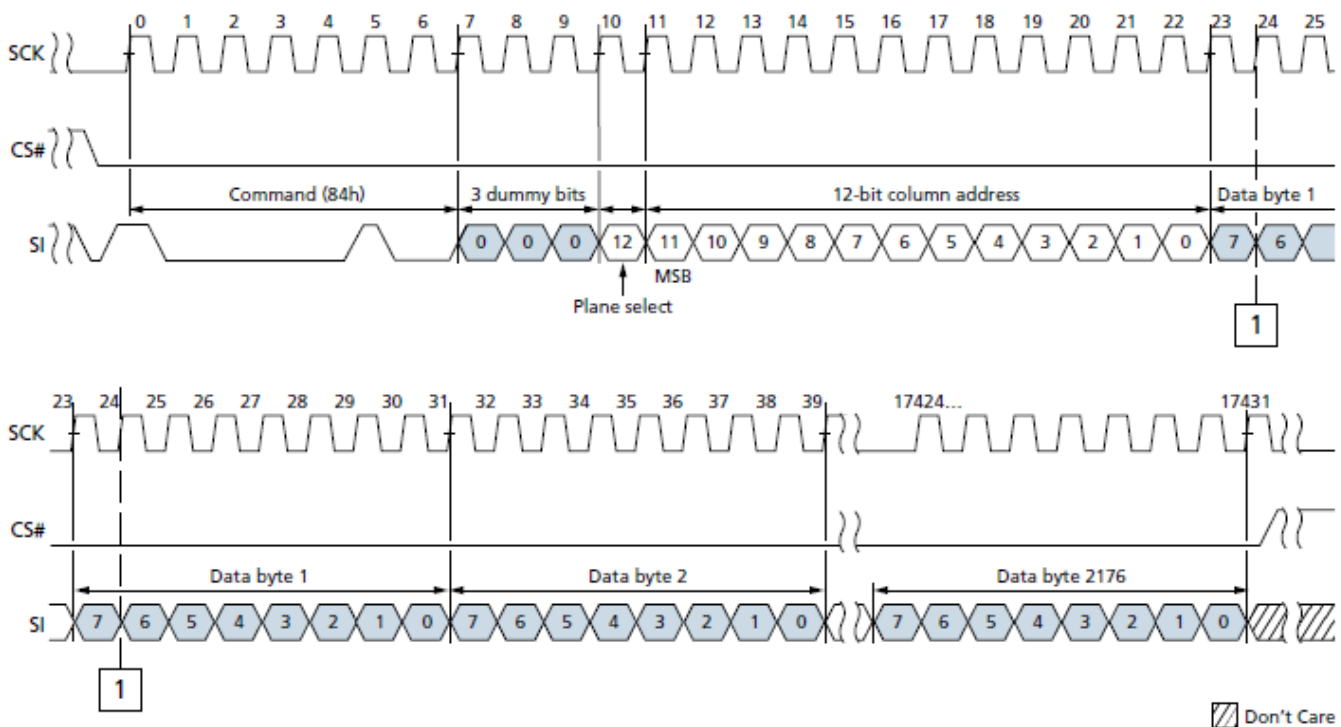 0 1 2 3 4 5 6 7 8 9 10 11 12 13 14 15 16 17 18 19 20 21 22 23 24 25
SCK
CS#
Command (84h) 3 dummy bits 12-bit column address Data byte 1
SI 0 0 0 12 11 10 9 8 7 6 5 4 3 2 1 0 7 6
MSB
Plane select
1
23 24 25 26 27 28 29 30 31 32 33 34 35 36 37 38 39 17424... 17431
SCK
CS#
Data byte 1 Data byte 2 Data byte 2176
SI 7 6 5 4 3 2 1 0 7 6 5 4 3 2 1 0 7 6 5 4 3 2 1 0
1
Don't Care